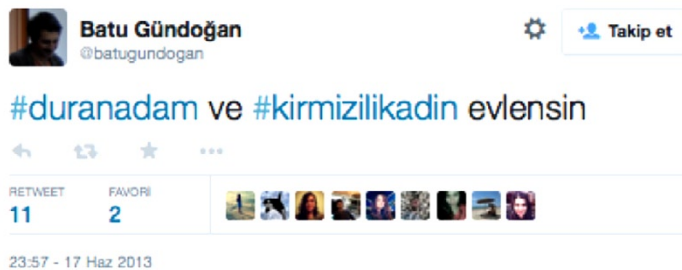 Batu Gündoğan
@batugundogan
Takip et
#duranadam ve #kirmizilikadin evlensin
RETWEET
FAVORİ
11
2
23:57 - 17 Haz 2013